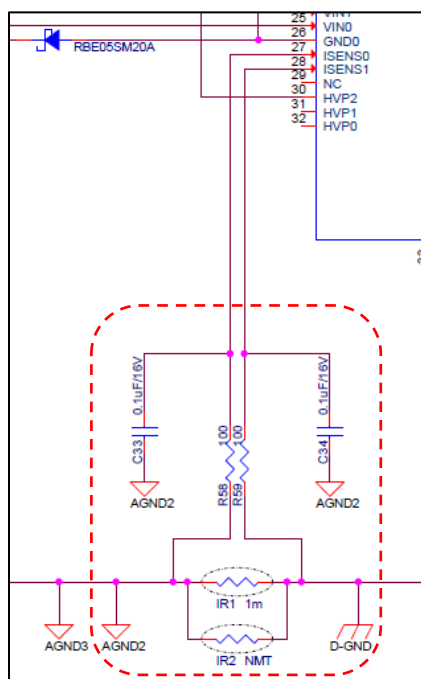 25
VIN1
VIN0
26
RBE05SM20A
GND0
27
ISENS0
28
ISENS1
29
NC
30
HVP2
31
HVP1
32
HVP0
0.1uF/16V
0.1uF/16V
100
100
C33
R58
R59
C34
AGND2
AGND2
IR1 1m
AGND3
AGND2
IR2 NMT
D-GND